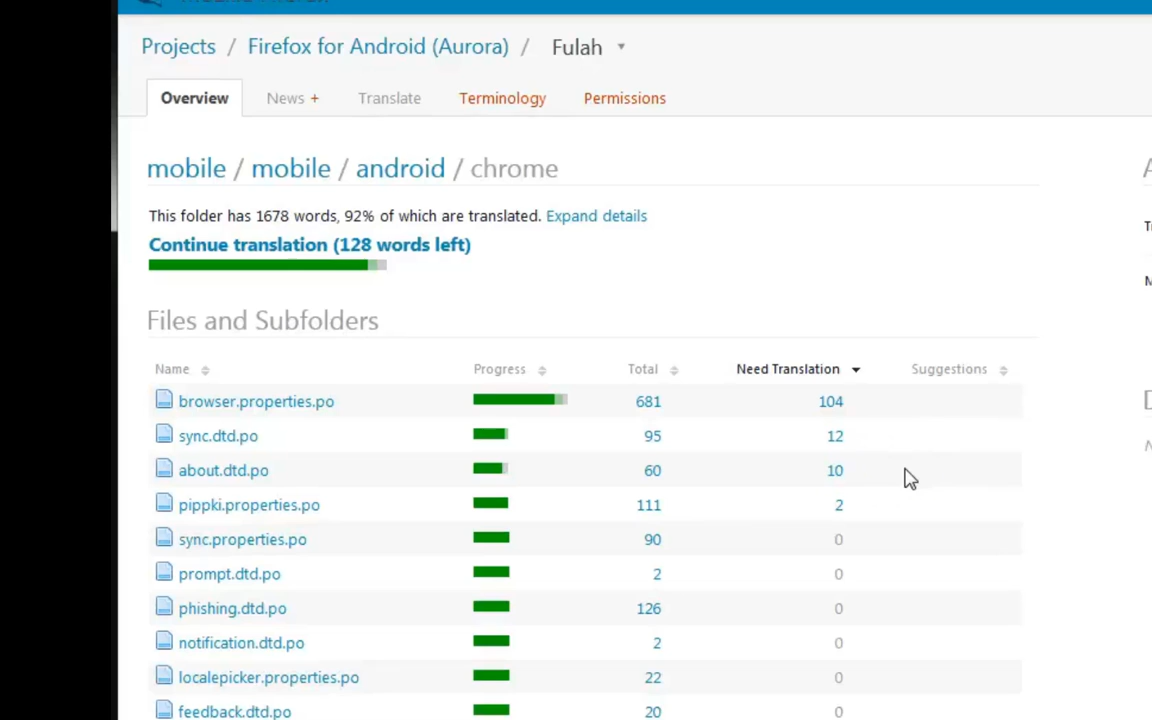 Projects / Firefox for Android (Aurora) / Fulah
Overview News + Translate Terminology Permissions
mobile / mobile / android / chrome
This folder has 1678 words, 92% of which are translated. Expand details
Continue translation (128 words left)
Files and Subfolders
Name Progress Total Need Translation Suggestions
browser.properties.po 681 104
sync.dtd.po 95 12
about.dtd.po 60 10
pippki.properties.po 111 2
sync.properties.po 90 0
prompt.dtd.po 2 0
phishing.dtd.po 126 0
notification.dtd.po 2 0
localepicker.properties.po 22 0
feedback.dtd.po 20 0